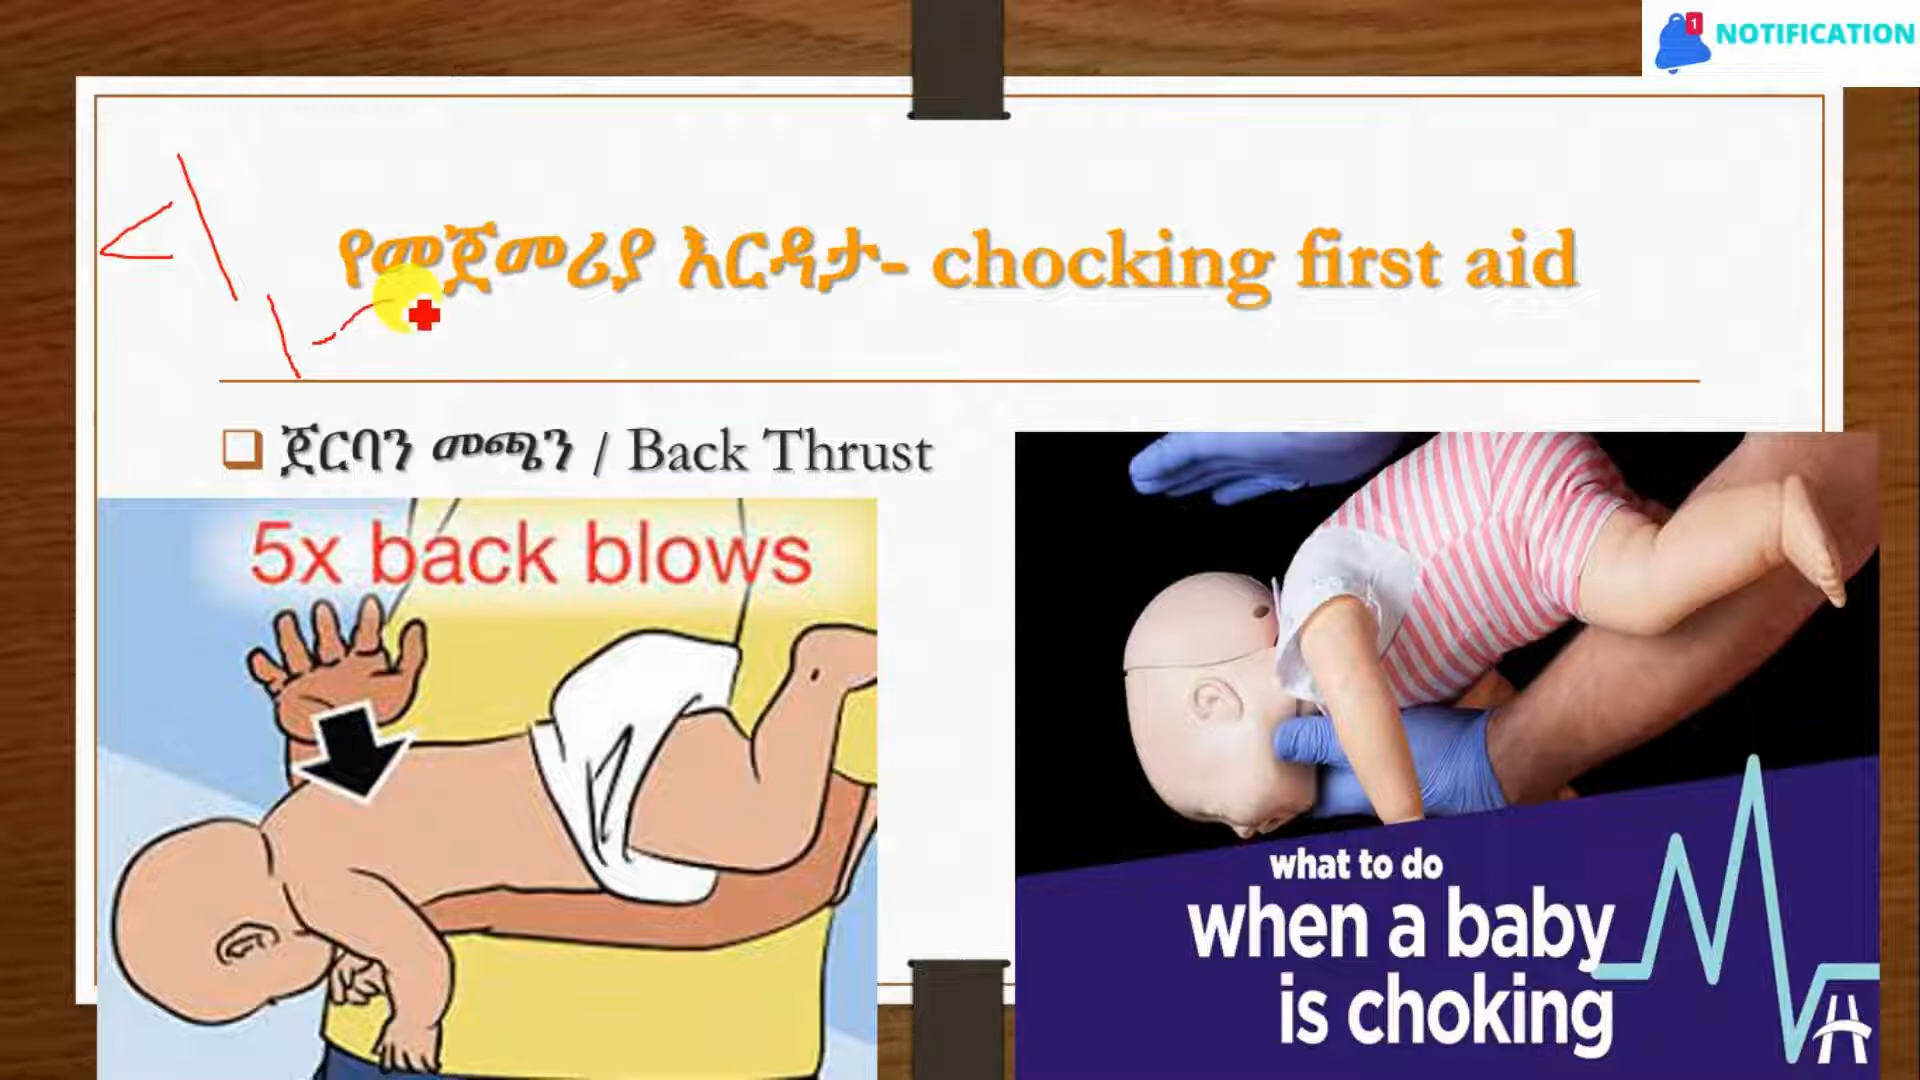 1 NOTIFICATION
የመጀመሪያ እርዳታ- chocking first aid
ጀርባን መጫን / Back Thrust
5x back blows
what to do
when a baby
is choking